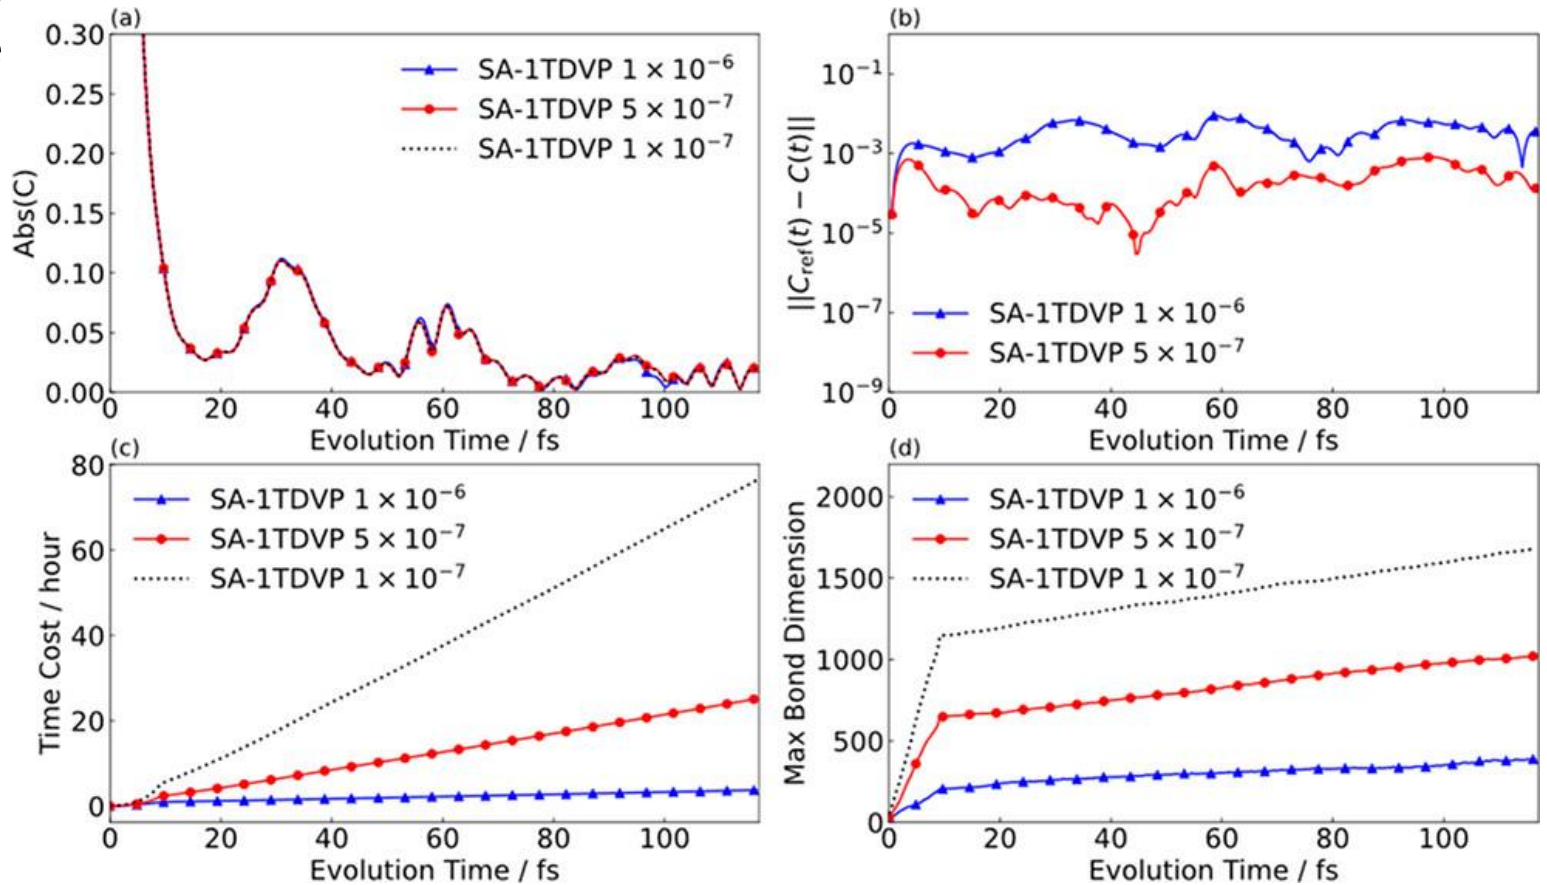 (a)
0.30
0.25
0.20
0.15
0.10
0.05
0.00
Abs(C)
SA-1TDVP 1 × 10⁻⁶
SA-1TDVP 5 × 10⁻⁷
SA-1TDVP 1 × 10⁻⁷
0 20 40 60 80 100
Evolution Time / fs
(b)
10⁻¹
10⁻³
10⁻⁵
10⁻⁷
10⁻⁹
||C_ref(t) − C(t)||
SA-1TDVP 1 × 10⁻⁶
SA-1TDVP 5 × 10⁻⁷
0 20 40 60 80 100
Evolution Time / fs
(c)
80
60
40
20
0
Time Cost / hour
SA-1TDVP 1 × 10⁻⁶
SA-1TDVP 5 × 10⁻⁷
SA-1TDVP 1 × 10⁻⁷
0 20 40 60 80 100
Evolution Time / fs
(d)
2000
1500
1000
500
0
Max Bond Dimension
SA-1TDVP 1 × 10⁻⁶
SA-1TDVP 5 × 10⁻⁷
SA-1TDVP 1 × 10⁻⁷
0 20 40 60 80 100
Evolution Time / fs